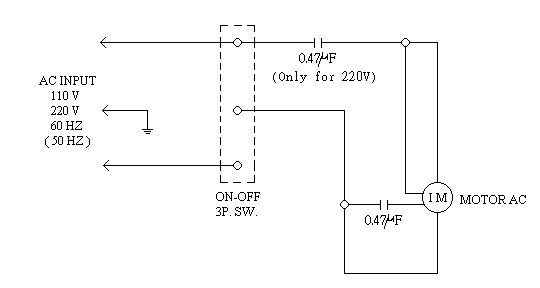 0.47µF
(Only for 220V)
AC INPUT
110 V
220 V
60 HZ
( 50 HZ )
ON-OFF
3P. SW.
I M
MOTOR AC
0.47µF